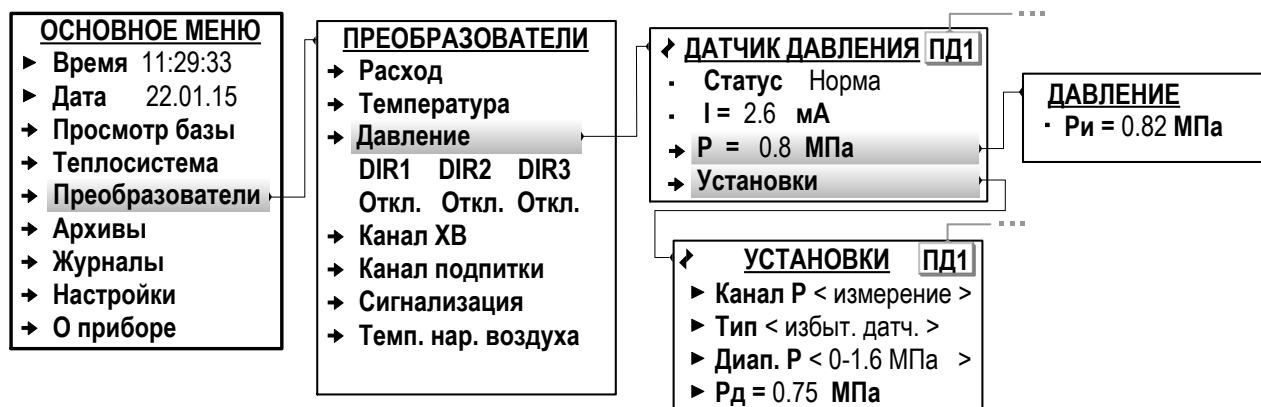 ОСНОВНОЕ МЕНЮ
Время 11:29:33
Дата 22.01.15
Просмотр базы
Теплосистема
Преобразователи
Архивы
Журналы
Настройки
О приборе
ПРЕОБРАЗОВАТЕЛИ
Расход
Температура
Давление
DIR1 DIR2 DIR3
Откл. Откл. Откл.
Канал ХВ
Канал подпитки
Сигнализация
Темп. нар. воздуха
ДАТЧИК ДАВЛЕНИЯ ПД1
Статус Норма
I = 2.6 мА
P = 0.8 МПа
Установки
ДАВЛЕНИЕ
Ри = 0.82 МПа
УСТАНОВКИ ПД1
Канал Р < измерение >
Тип < избыт. датч. >
Диап. Р < 0-1.6 МПа >
Рд = 0.75 МПа